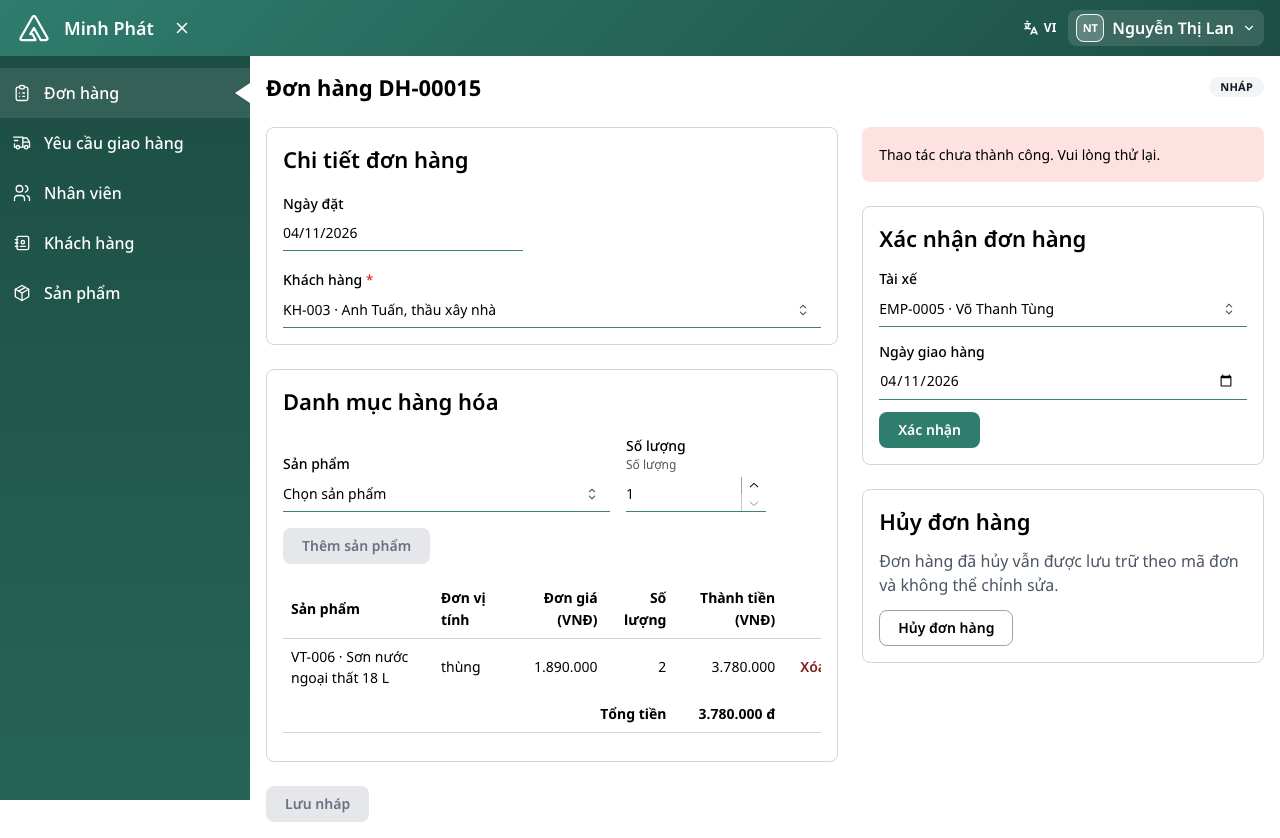 Minh Phát
VI
NT
Nguyễn Thị Lan
Đơn hàng
Yêu cầu giao hàng
Nhân viên
Khách hàng
Sản phẩm
Đơn hàng DH-00015
NHÁP
Chi tiết đơn hàng
Ngày đặt
04/11/2026
Khách hàng *
KH-003 · Anh Tuấn, thầu xây nhà
Danh mục hàng hóa
Sản phẩm
Chọn sản phẩm
Số lượng
Số lượng
1
Thêm sản phẩm
Sản phẩm
Đơn vị
tính
Đơn giá
(VNĐ)
Số
lượng
Thành tiền
(VNĐ)
VT-006 · Sơn nước
ngoại thất 18 L
thùng
1.890.000
2
3.780.000
Xóa
Tổng tiền
3.780.000 đ
Lưu nháp
Thao tác chưa thành công. Vui lòng thử lại.
Xác nhận đơn hàng
Tài xế
EMP-0005 · Võ Thanh Tùng
Ngày giao hàng
04/11/2026
Xác nhận
Hủy đơn hàng
Đơn hàng đã hủy vẫn được lưu trữ theo mã đơn
và không thể chỉnh sửa.
Hủy đơn hàng